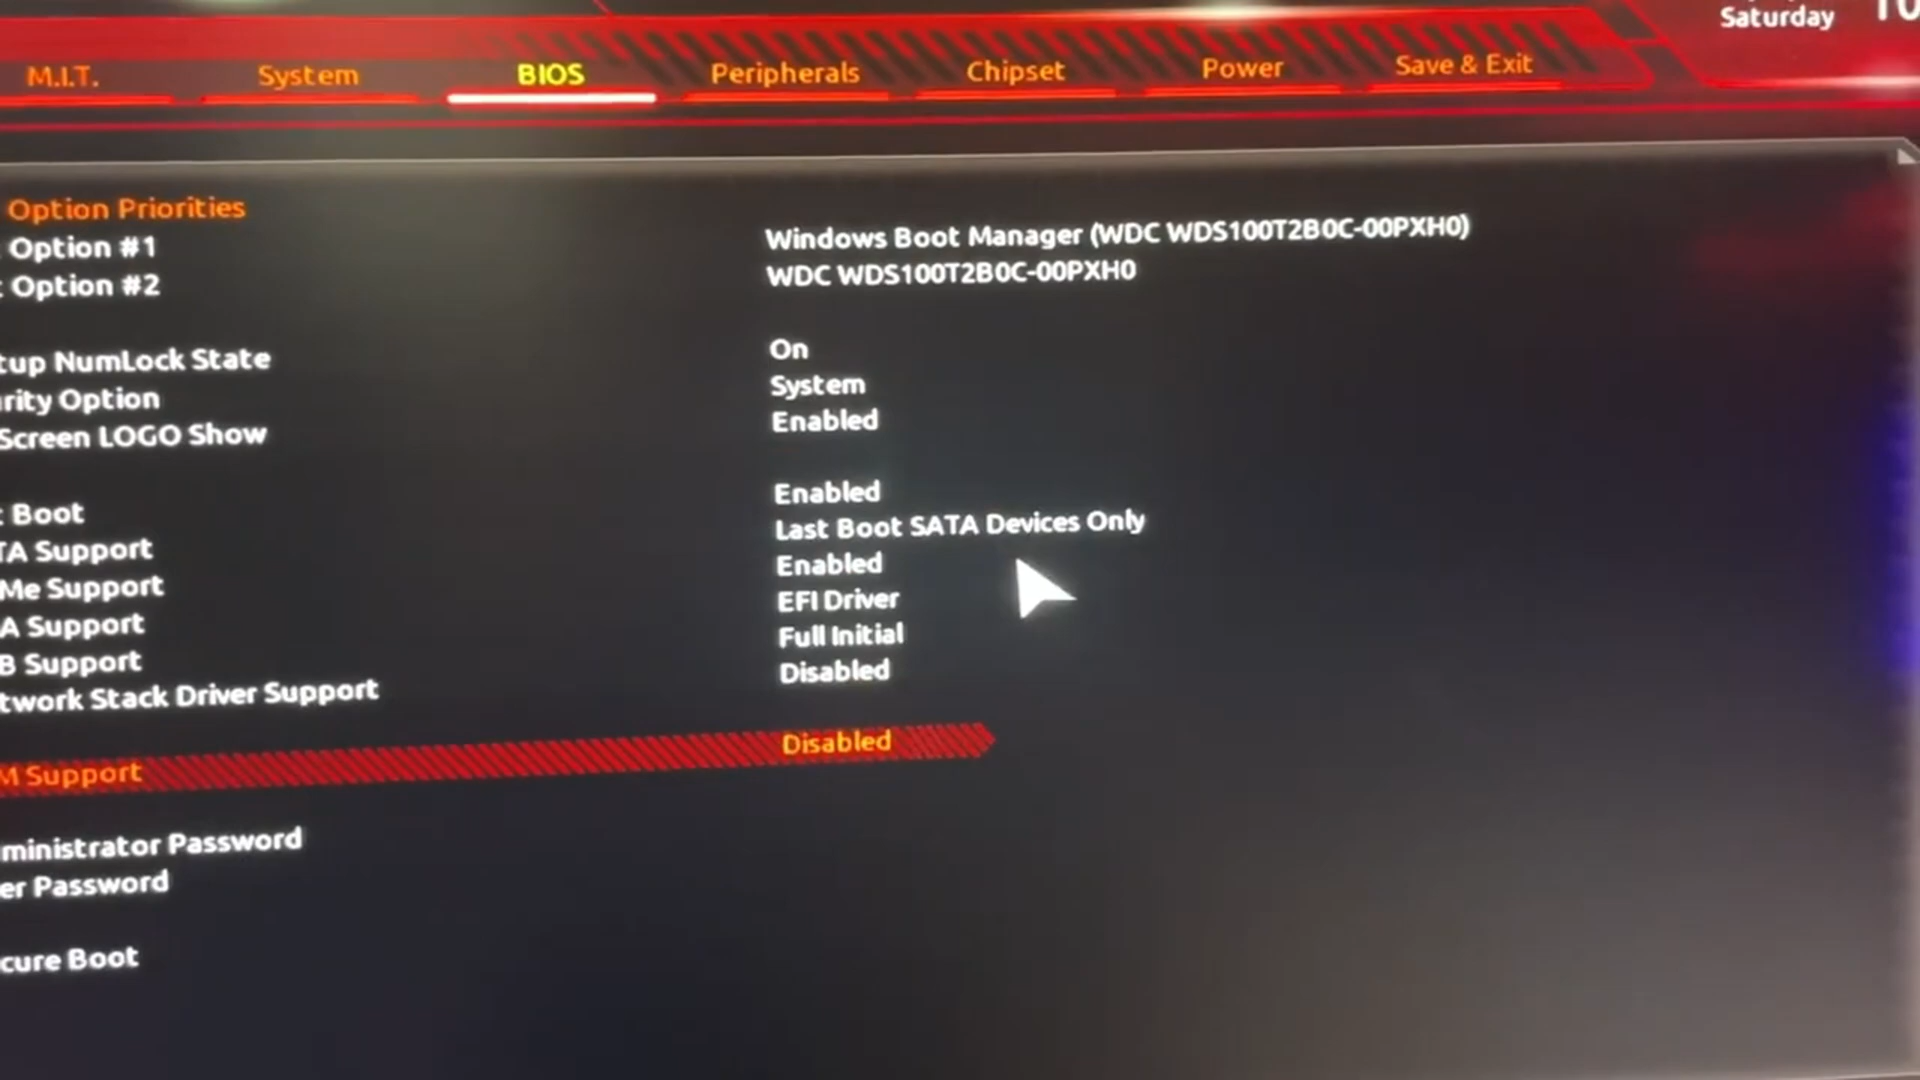 Saturday 10
M.I.T. System BIOS Peripherals Chipset Power Save & Exit
Option Priorities
Option #1 Windows Boot Manager (WDC WDS100T2B0C-00PXH0)
Option #2 WDC WDS100T2B0C-00PXH0
tup NumLock State On
rity Option System
Screen LOGO Show Enabled
Boot Enabled
TA Support Last Boot SATA Devices Only
Me Support Enabled
A Support EFI Driver
B Support Full Initial
twork Stack Driver Support Disabled
M Support Disabled
ministrator Password
er Password
cure Boot